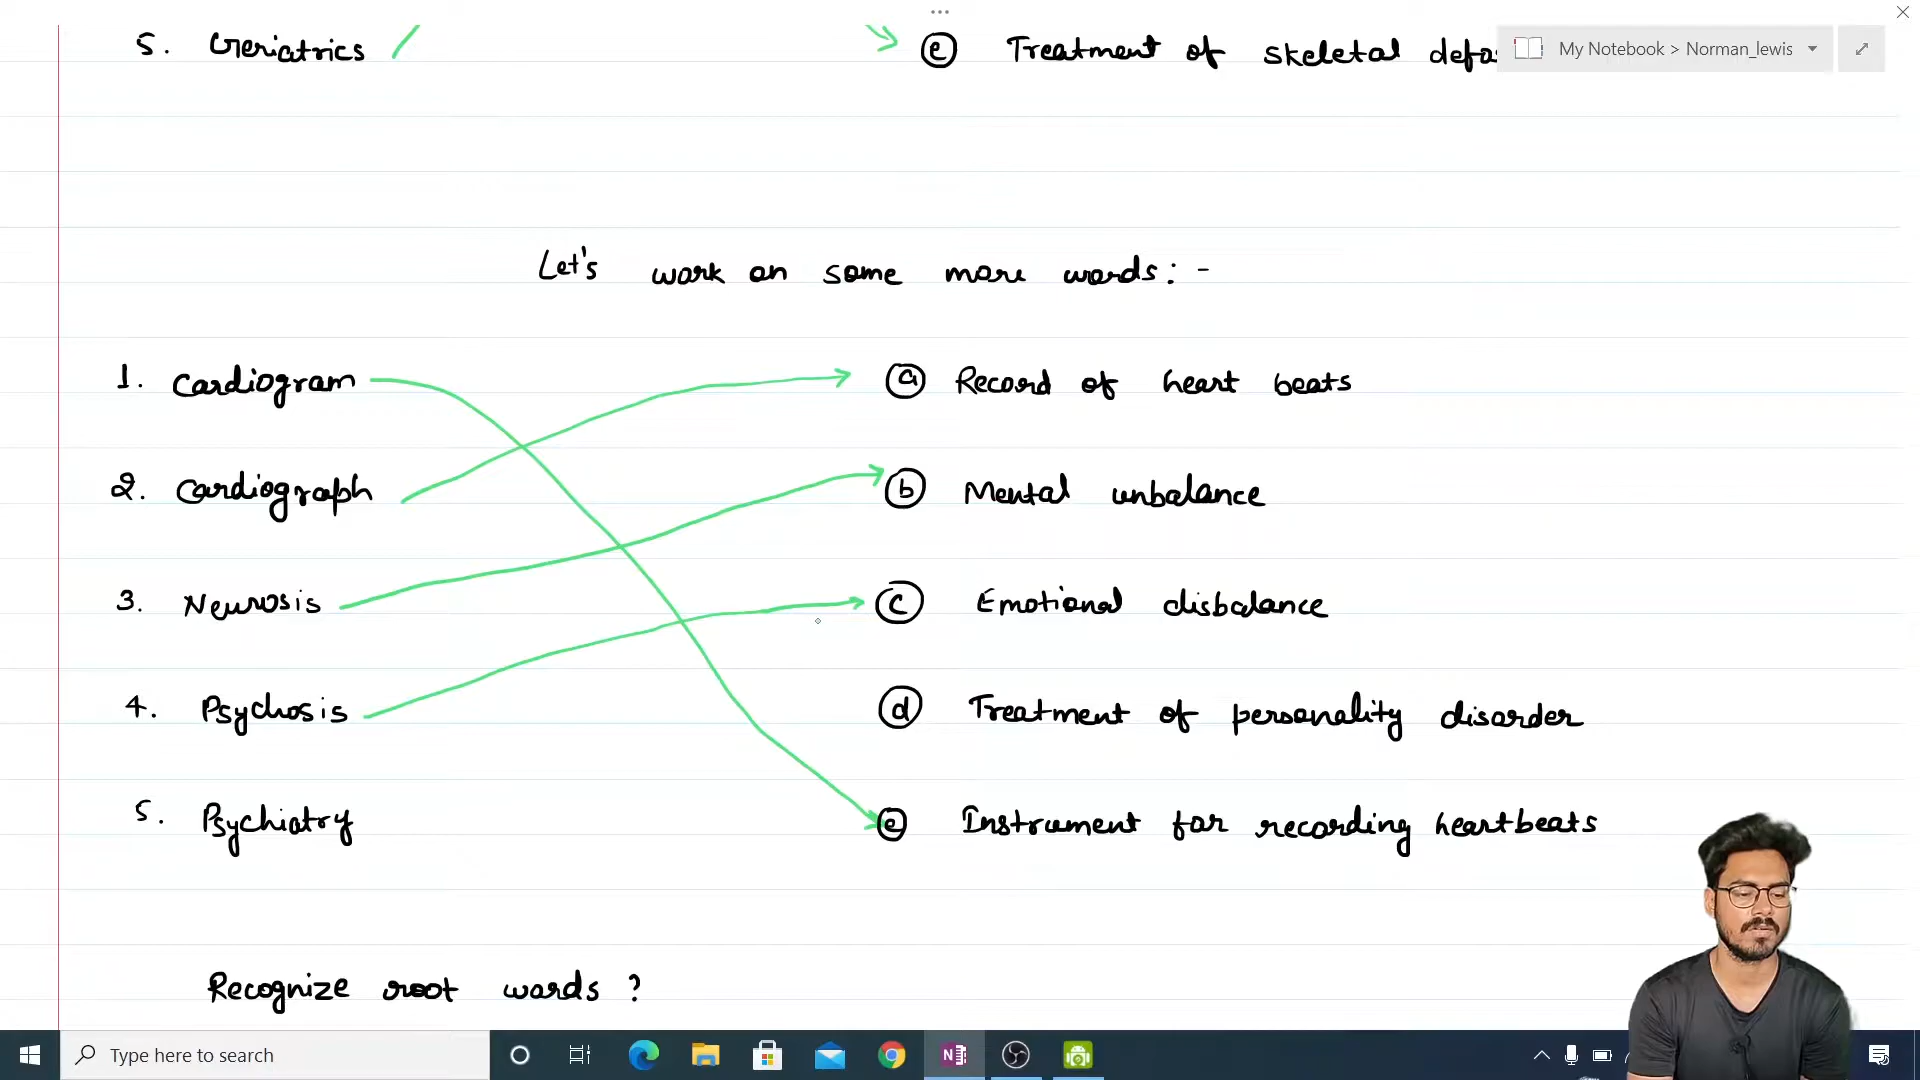 5. Geriatrics
e Treatment of skeletal defo
My Notebook > Norman_lewis
Let's work on some more words: -
1. Cardiogram
a Record of heart beats
2. Cardiograph
b Mental unbalance
3. Neurosis
c Emotional disbalance
4. Psychosis
d Treatment of personality disorder
5. Psychiatry
e Instrument for recording heartbeats
Recognize root words ?
Type here to search